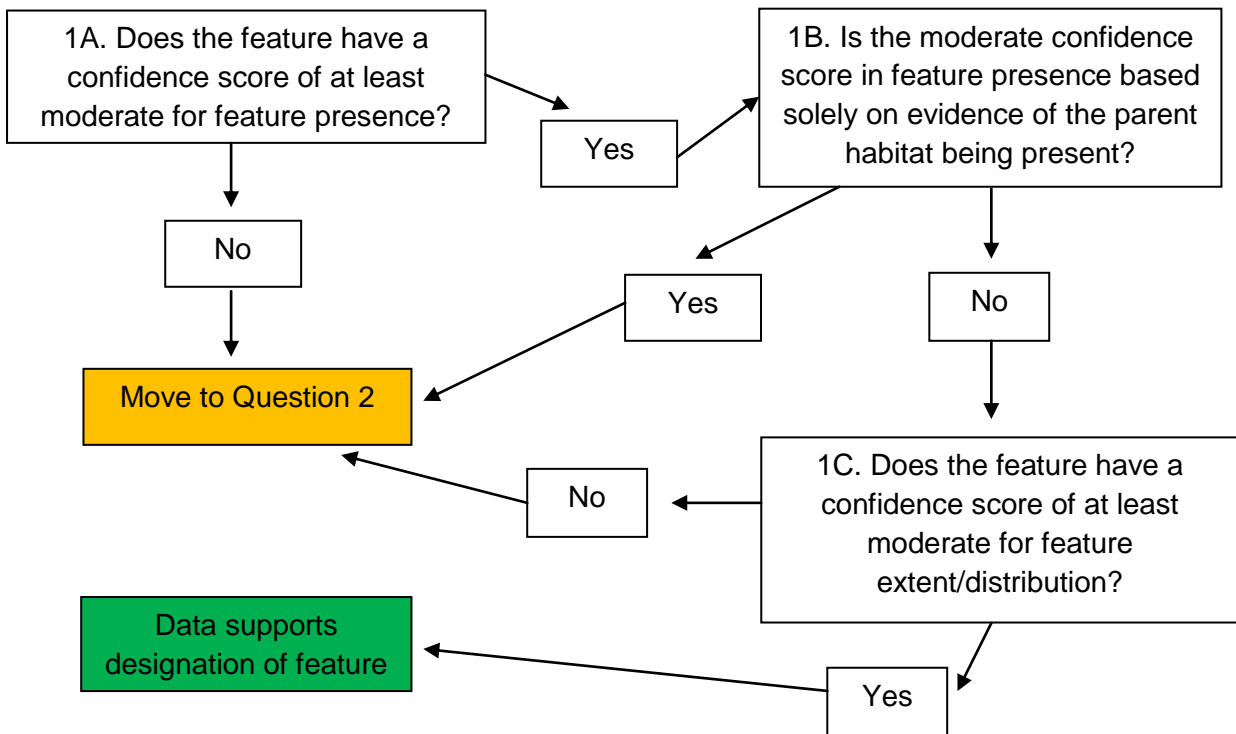 1A. Does the feature have a
confidence score of at least
moderate for feature presence?
Yes
1B. Is the moderate confidence
score in feature presence based
solely on evidence of the parent
habitat being present?
No
Yes
No
Move to Question 2
1C. Does the feature have a
confidence score of at least
moderate for feature
extent/distribution?
No
Data supports
designation of feature
Yes